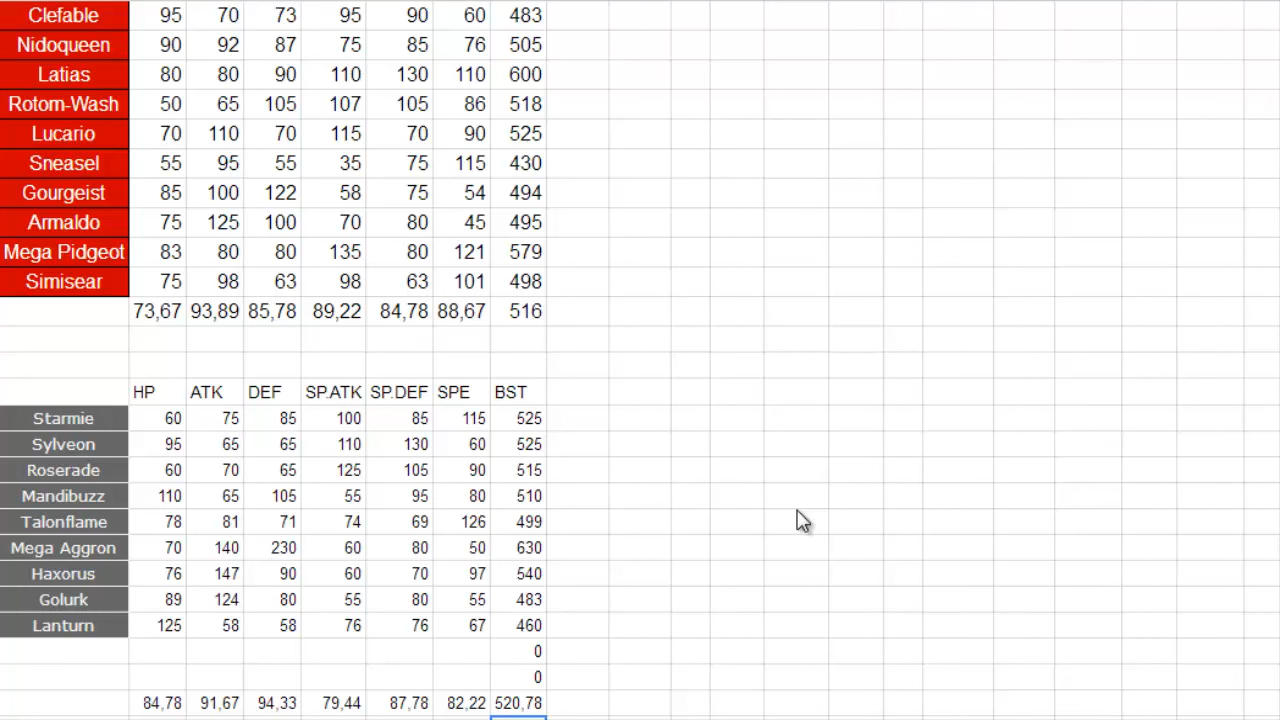 Clefable 95 70 73 95 90 60 483
Nidoqueen 90 92 87 75 85 76 505
Latias 80 80 90 110 130 110 600
Rotom-Wash 50 65 105 107 105 86 518
Lucario 70 110 70 115 70 90 525
Sneasel 55 95 55 35 75 115 430
Gourgeist 85 100 122 58 75 54 494
Armaldo 75 125 100 70 80 45 495
Mega Pidgeot 83 80 80 135 80 121 579
Simisear 75 98 63 98 63 101 498
73,67 93,89 85,78 89,22 84,78 88,67 516
HP ATK DEF SP.ATK SP.DEF SPE BST
Starmie 60 75 85 100 85 115 525
Sylveon 95 65 65 110 130 60 525
Roserade 60 70 65 125 105 90 515
Mandibuzz 110 65 105 55 95 80 510
Talonflame 78 81 71 74 69 126 499
Mega Aggron 70 140 230 60 80 50 630
Haxorus 76 147 90 60 70 97 540
Golurk 89 124 80 55 80 55 483
Lanturn 125 58 58 76 76 67 460
0
0
84,78 91,67 94,33 79,44 87,78 82,22 520,78